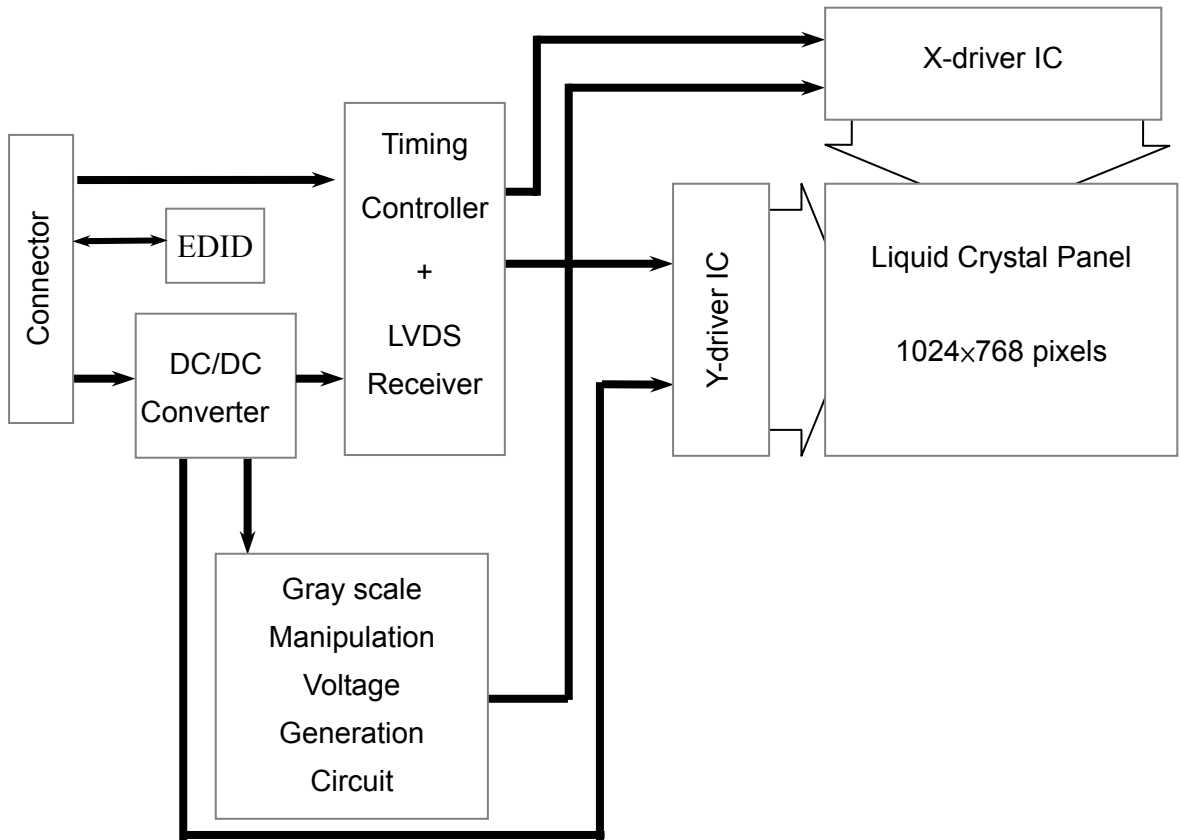 X-driver IC
Timing
Controller
+
LVDS
Receiver
Connector
EDID
Y-driver IC
Liquid Crystal Panel
1024×768 pixels
DC/DC
Converter
Gray scale
Manipulation
Voltage
Generation
Circuit